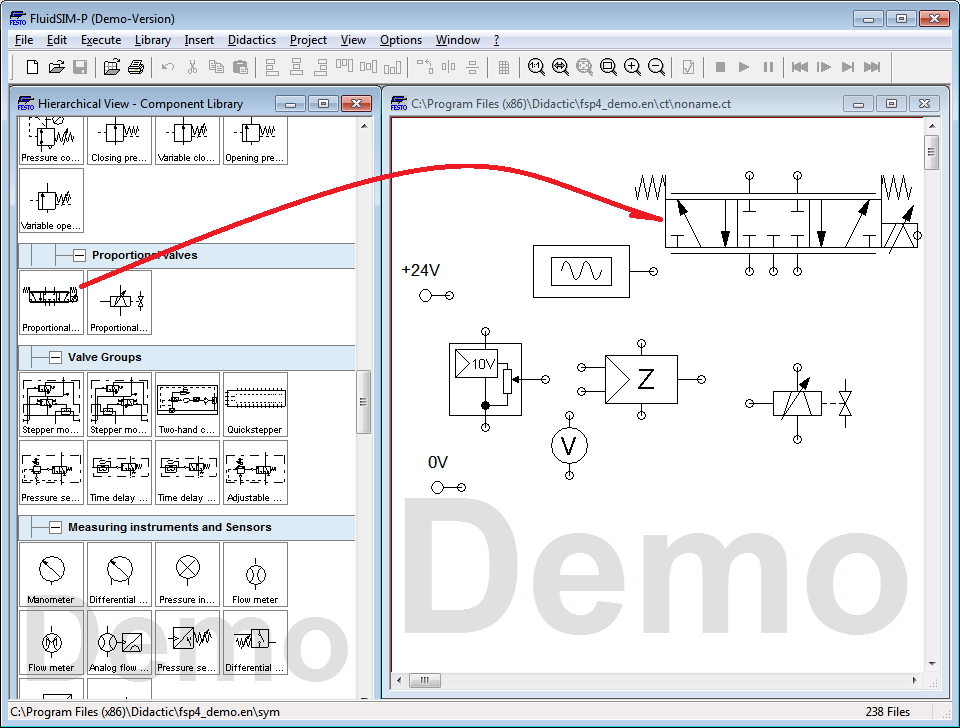 FluidSIM-P (Demo-Version)
File Edit Execute Library Insert Didactics Project View Options Window ?
Hierarchical View - Component Library
C:\Program Files (x86)\Didactic\fsp4_demo.en\ct\noname.ct
Pressure co... Closing pre... Variable clo... Opening pre...
Variable ope...
Proportional valves
Proportional... Proportional...
Valve Groups
Stepper mo... Stepper mo... Two-hand c... Quickstepper
Pressure se... Time delay ... Time delay ... Adjustable ...
Measuring instruments and Sensors
Manometer Differential ... Pressure in... Flow meter
Flow meter Analog flow ... Pressure se... Differential ...
Demo
+24V
10V
Z
V
0V
Demo
C:\Program Files (x86)\Didactic\fsp4_demo.en\sym
238 Files